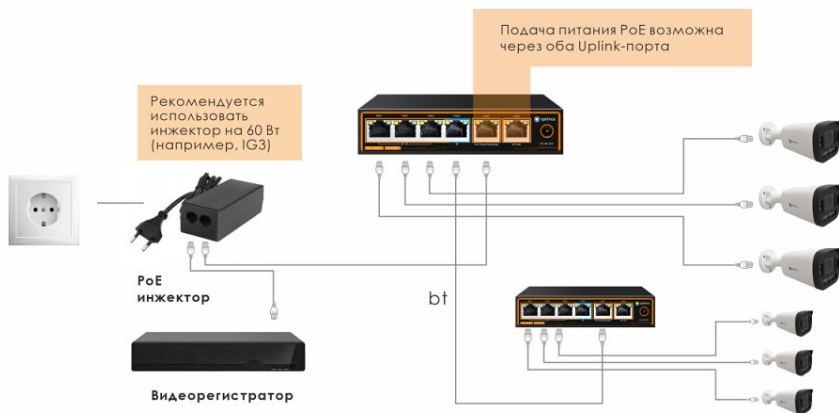 Подача питания PoE возможна
через оба Uplink-порта
Рекомендуется
использовать
инжектор на 60 Вт
(например, IG3)
optimus
PoE
инжектор
bt
Видеорегистратор